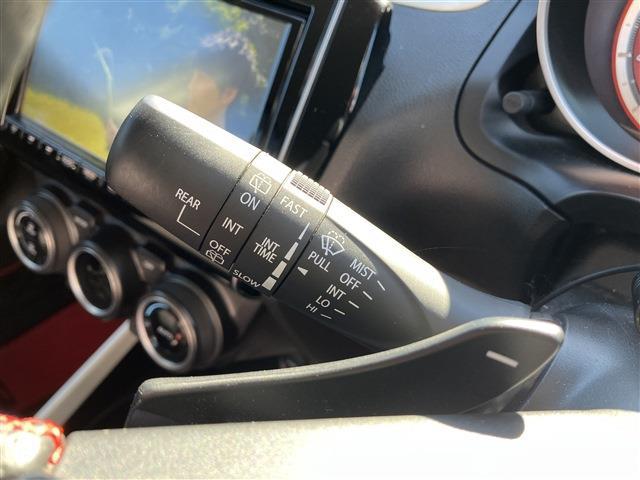 REAR
ON
INT
OFF
FAST
INT
TIME
SLOW
PULL
MIST
OFF
INT
LO
HI